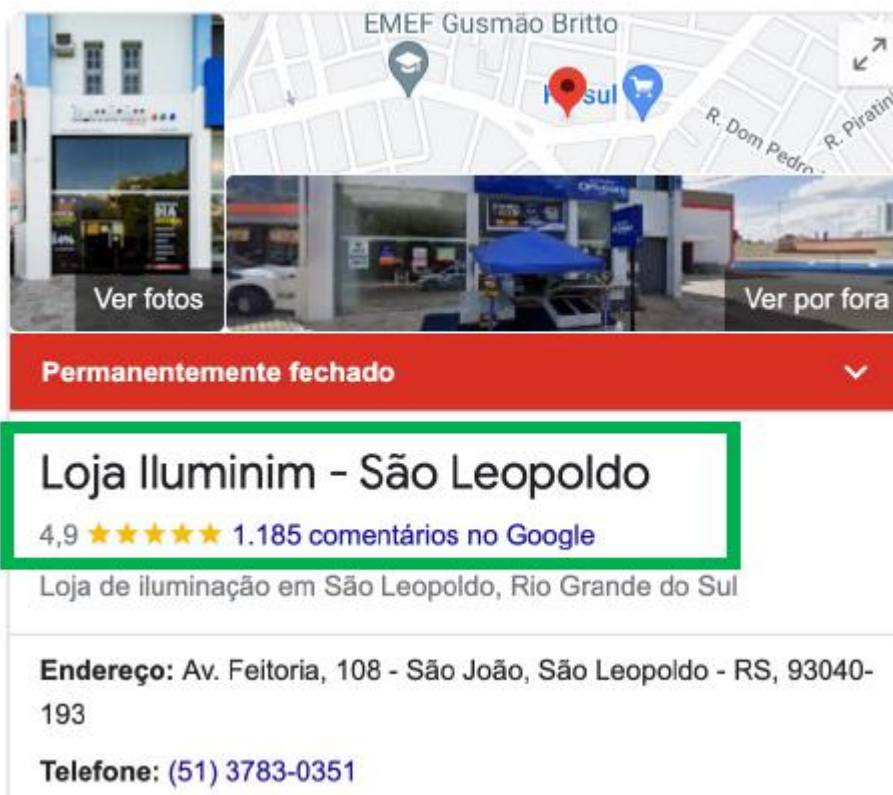 EMEF Gusmão Britto
sul
R. Dom Pedro
R. Piratini
Ver fotos
Ver por fora
Permanentemente fechado
Loja Iluminim - São Leopoldo
4,9 ★★★★★ 1.185 comentários no Google
Loja de iluminação em São Leopoldo, Rio Grande do Sul
Endereço: Av. Feitoria, 108 - São João, São Leopoldo - RS, 93040-
193
Telefone: (51) 3783-0351